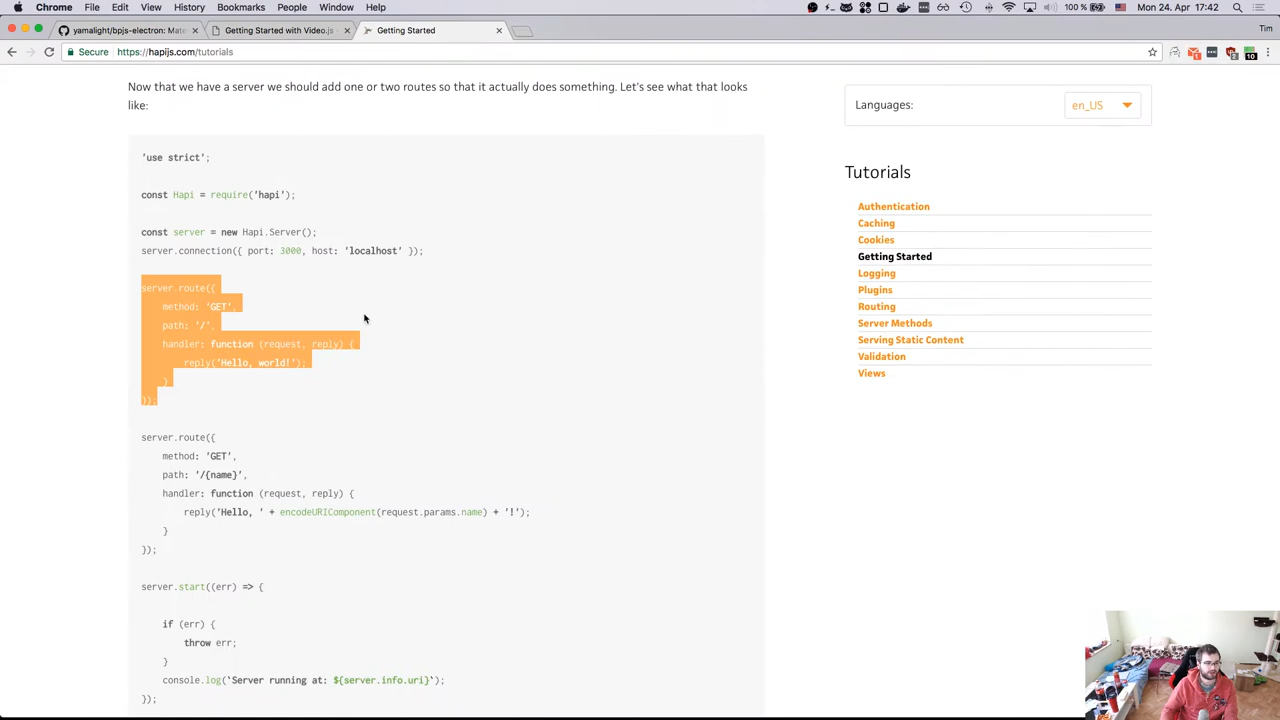 Chrome File Edit View History Bookmarks People Window Help 100 % Mon 24. Apr 17:42
yamalight/bpjs-electron: Mate Getting Started with Video.js Getting Started Tim
Secure https://hapijs.com/tutorials
10
Now that we have a server we should add one or two routes so that it actually does something. Let's see what that looks
like:
'use strict';
const Hapi = require('hapi');
const server = new Hapi.Server();
server.connection({ port: 3000, host: 'localhost' });
server.route({
method: 'GET',
path: '/',
handler: function (request, reply) {
reply('Hello, world!');
}
});
server.route({
method: 'GET',
path: '/{name}',
handler: function (request, reply) {
reply('Hello, ' + encodeURIComponent(request.params.name) + '!');
}
});
server.start((err) => {
if (err) {
throw err;
}
console.log(`Server running at: ${server.info.uri}`);
});
Languages: en_US
Tutorials
Authentication
Caching
Cookies
Getting Started
Logging
Plugins
Routing
Server Methods
Serving Static Content
Validation
Views